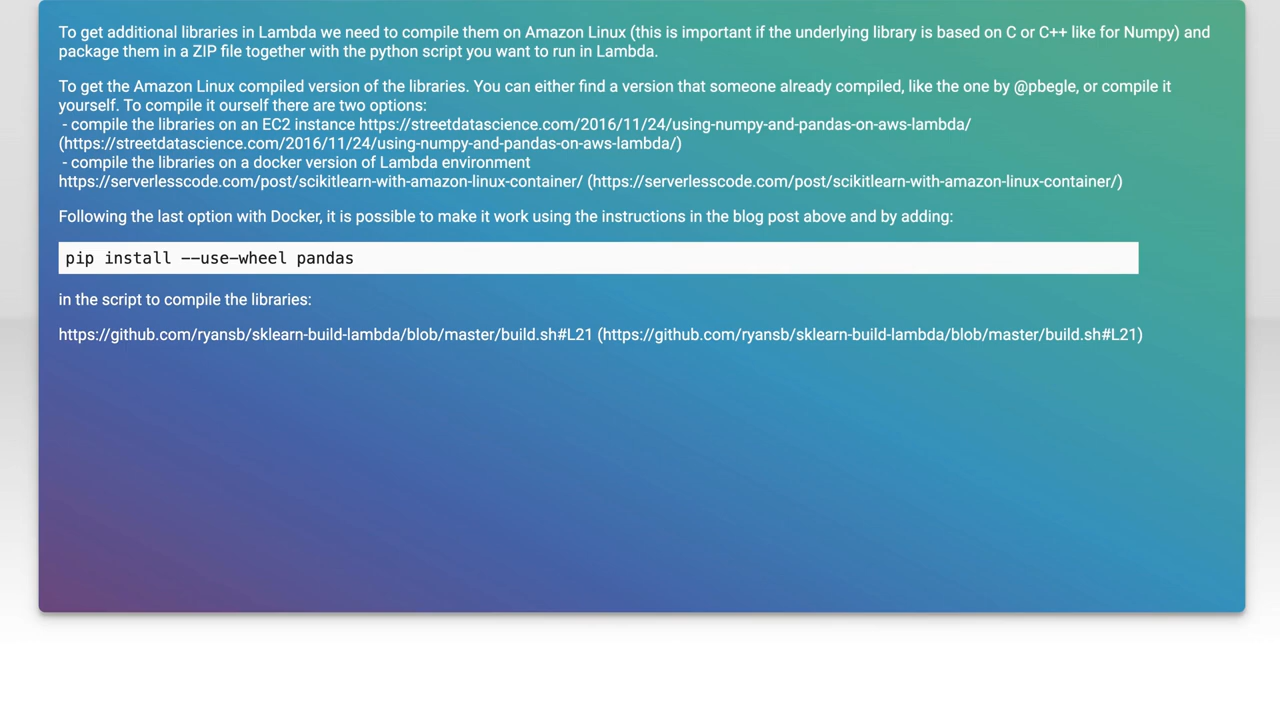 To get additional libraries in Lambda we need to compile them on Amazon Linux (this is important if the underlying library is based on C or C++ like for Numpy) and
package them in a ZIP file together with the python script you want to run in Lambda.
To get the Amazon Linux compiled version of the libraries. You can either find a version that someone already compiled, like the one by @pbegle, or compile it
yourself. To compile it ourself there are two options:
- compile the libraries on an EC2 instance https://streetdatascience.com/2016/11/24/using-numpy-and-pandas-on-aws-lambda/
(https://streetdatascience.com/2016/11/24/using-numpy-and-pandas-on-aws-lambda/)
- compile the libraries on a docker version of Lambda environment
https://serverlesscode.com/post/scikitlearn-with-amazon-linux-container/ (https://serverlesscode.com/post/scikitlearn-with-amazon-linux-container/)
Following the last option with Docker, it is possible to make it work using the instructions in the blog post above and by adding:
pip install --use-wheel pandas
in the script to compile the libraries:
https://github.com/ryansb/sklearn-build-lambda/blob/master/build.sh#L21 (https://github.com/ryansb/sklearn-build-lambda/blob/master/build.sh#L21)